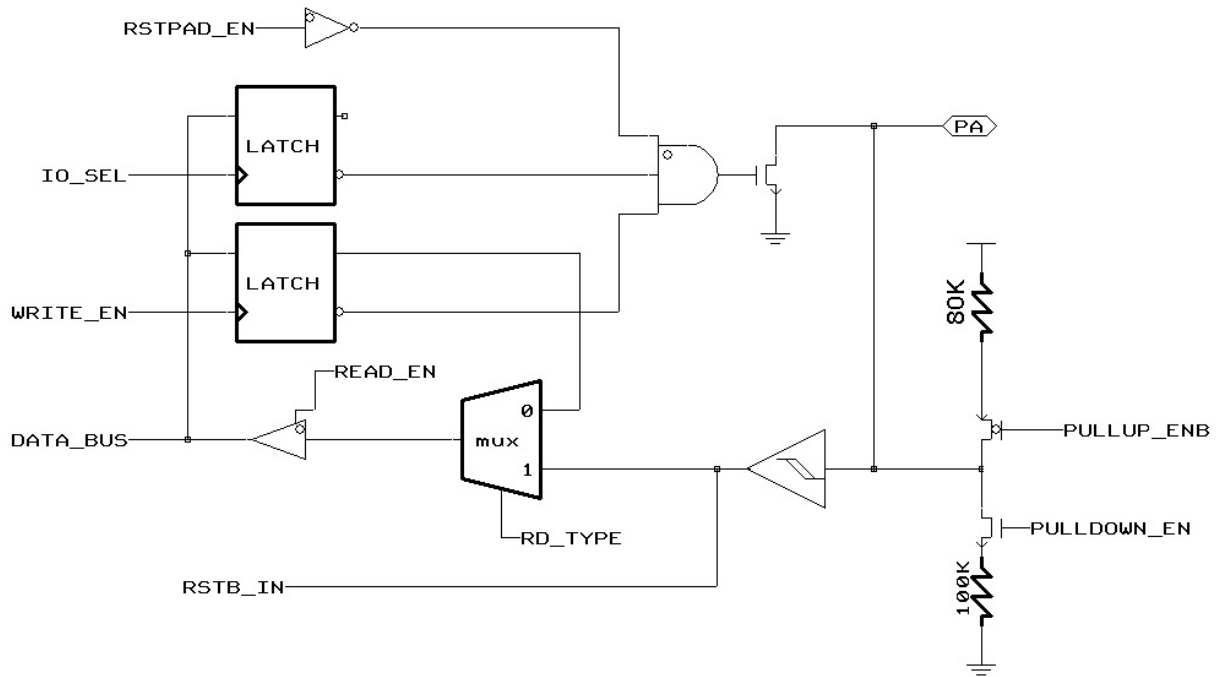 RSTPAD_EN
PA
LATCH
IO_SEL
LATCH
80K
WRITE_EN
READ_EN
0
DATA_BUS
mux
PULLUP_ENB
1
PULLDOWN_EN
RD_TYPE
RSTB_IN
100K